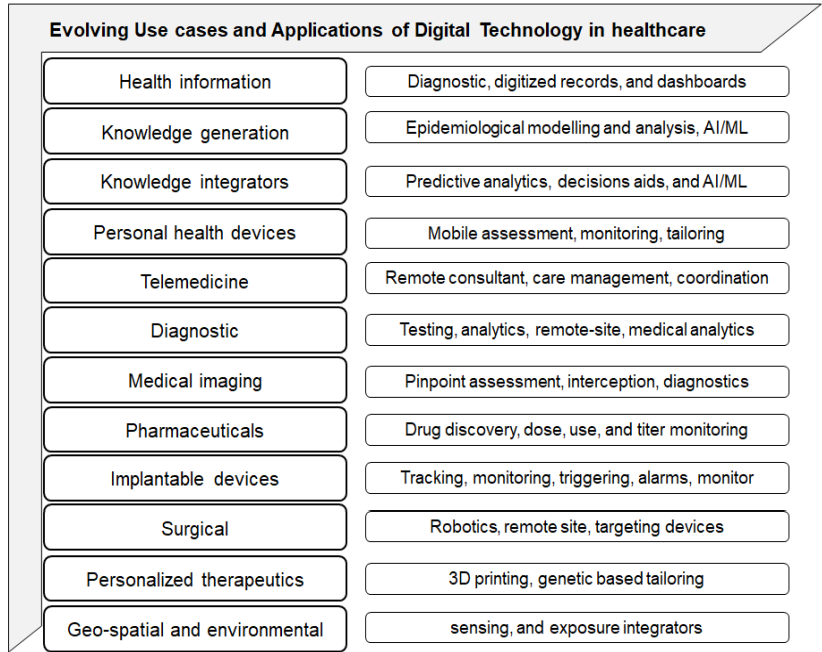 Evolving Use cases and Applications of Digital Technology in healthcare
Health information
Diagnostic, digitized records, and dashboards
Knowledge generation
Epidemiological modelling and analysis, AI/ML
Knowledge integrators
Predictive analytics, decisions aids, and AI/ML
Personal health devices
Mobile assessment, monitoring, tailoring
Telemedicine
Remote consultant, care management, coordination
Diagnostic
Testing, analytics, remote-site, medical analytics
Medical imaging
Pinpoint assessment, interception, diagnostics
Pharmaceuticals
Drug discovery, dose, use, and titer monitoring
Implantable devices
Tracking, monitoring, triggering, alarms, monitor
Surgical
Robotics, remote site, targeting devices
Personalized therapeutics
3D printing, genetic based tailoring
Geo-spatial and environmental
sensing, and exposure integrators